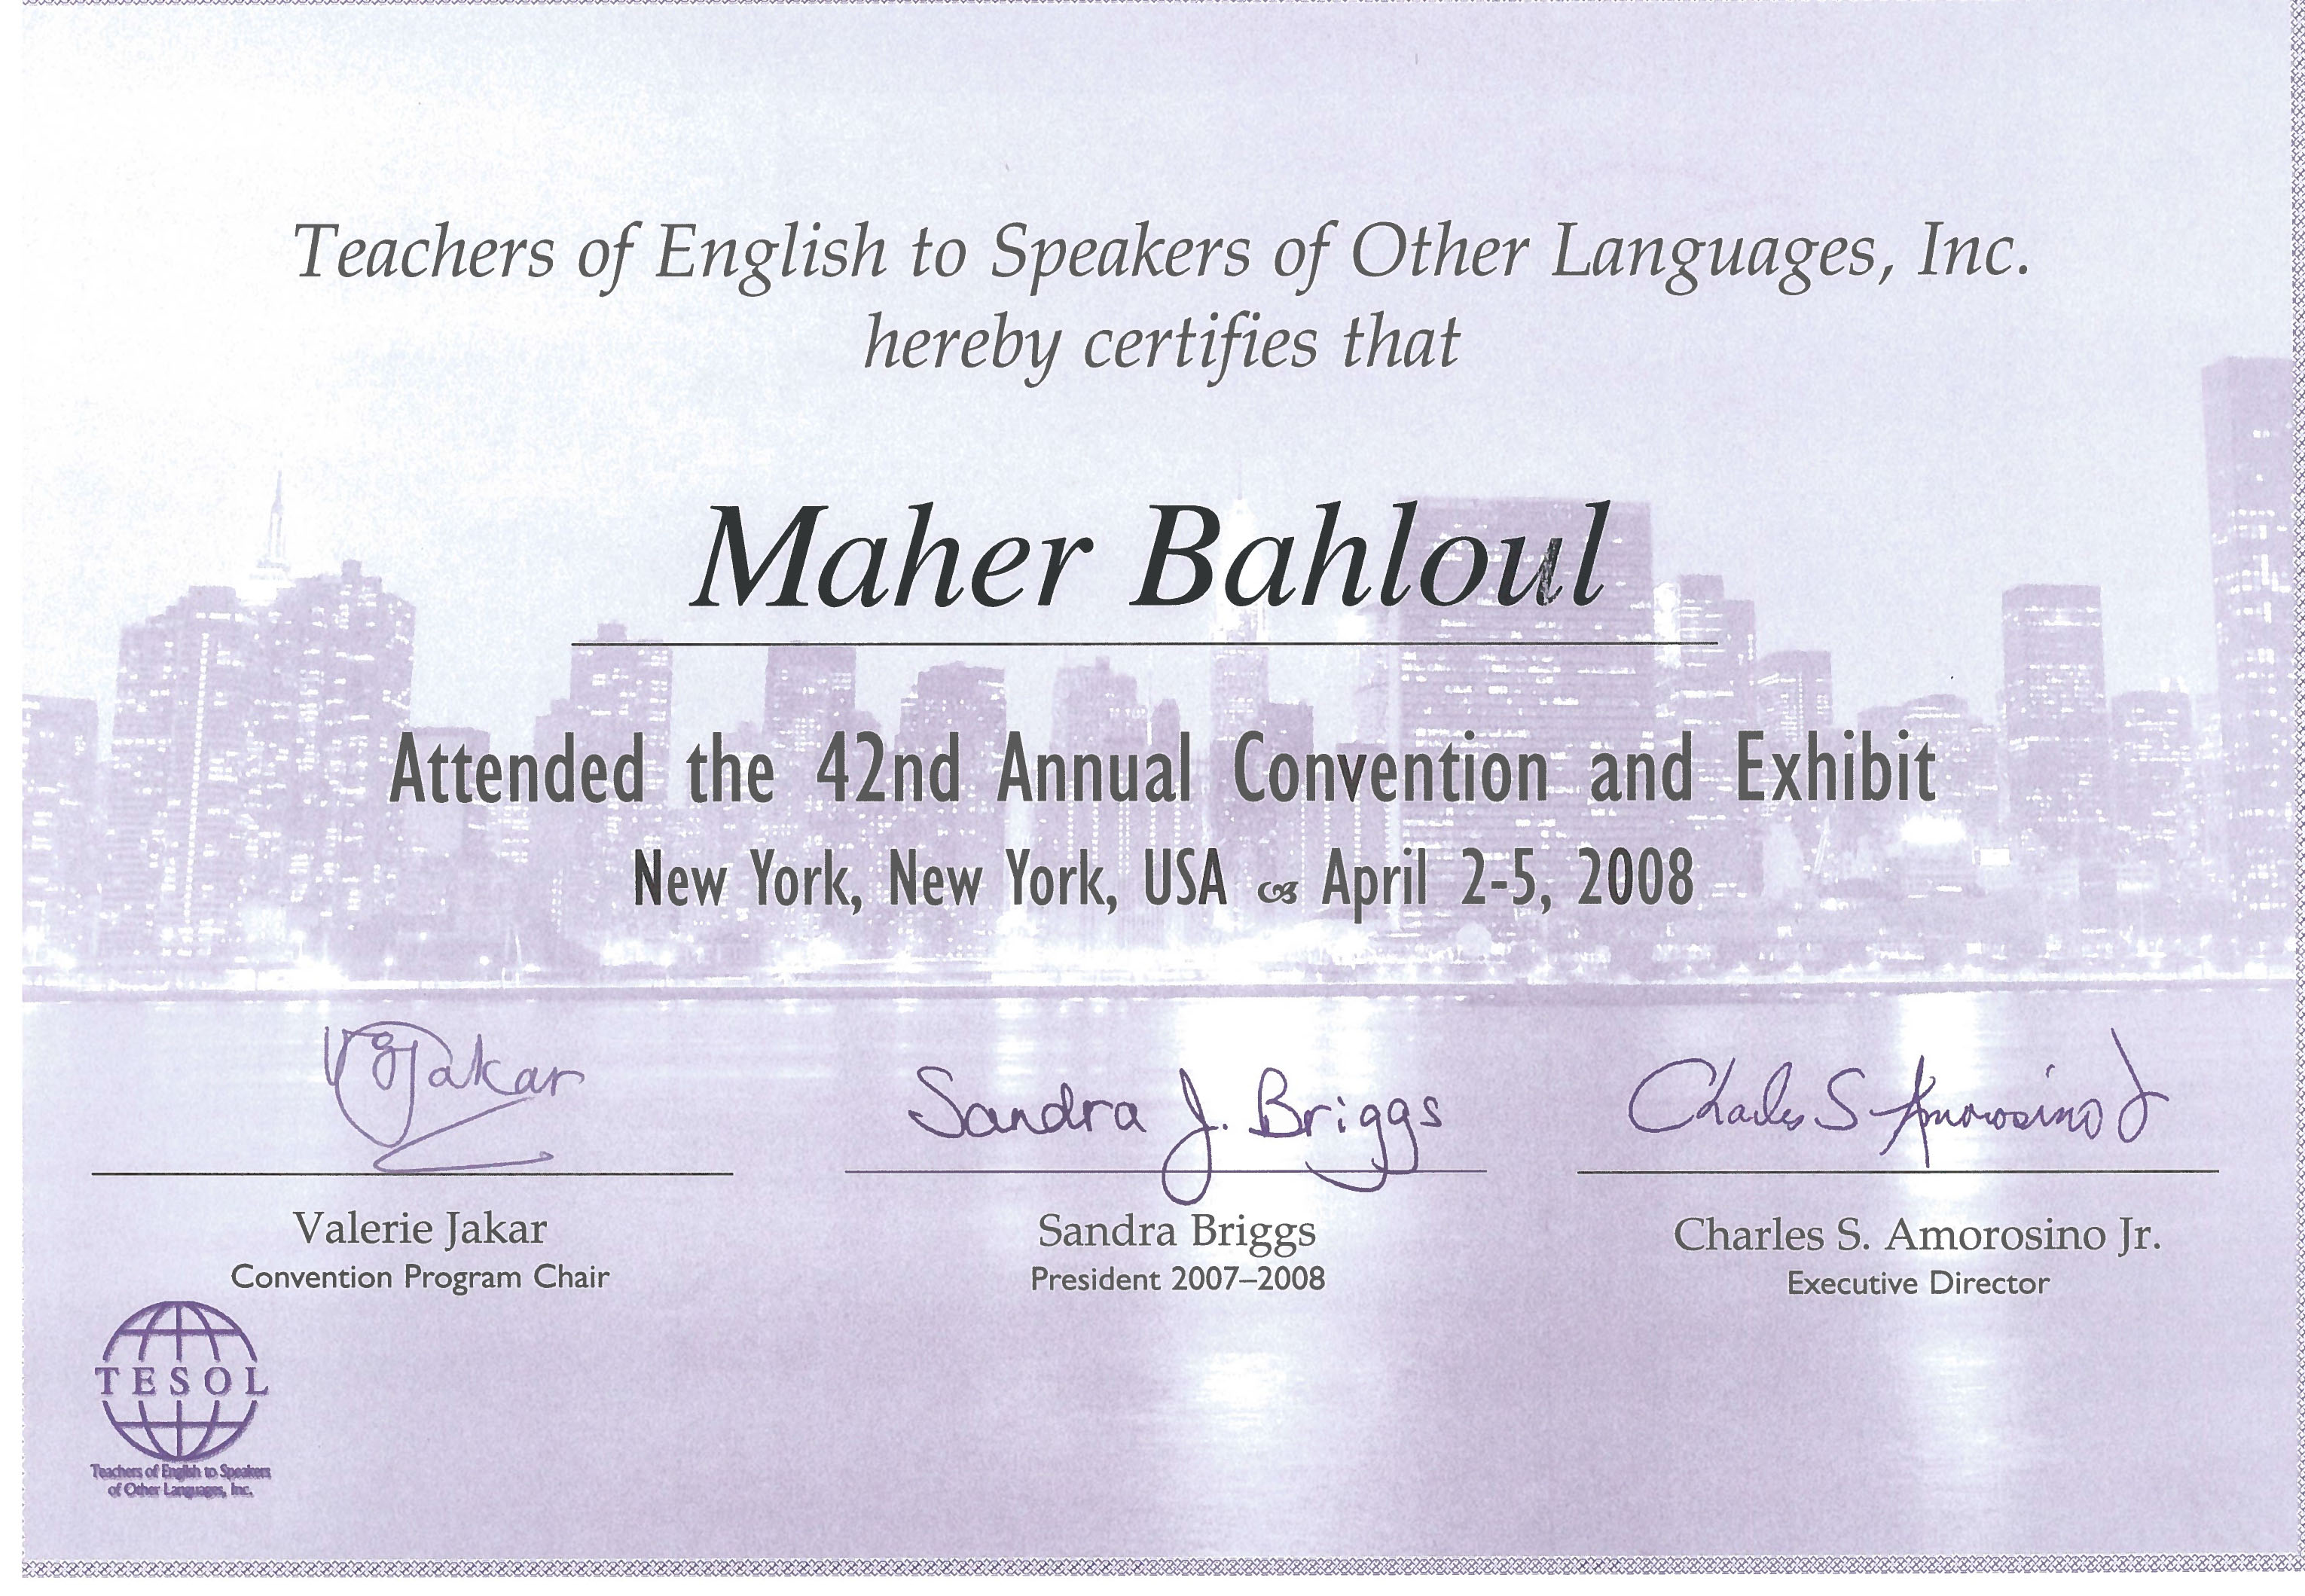 Teachers of English to Speakers of Other Languages, Inc.
hereby certifies that
Maher Bahloul
Attended the 42nd Annual Convention and Exhibit
New York, New York, USA April 2-5, 2008
VgJakar
Sandra J. Briggs
Charles S Amorosino Jr
Valerie Jakar
Convention Program Chair
Sandra Briggs
President 2007–2008
Charles S. Amorosino Jr.
Executive Director
TESOL
Teachers of English to Speakers
of Other Languages, Inc.